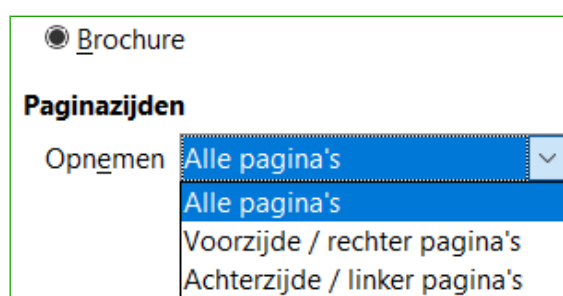 Brochure
Paginazijden
Opnemen Alle pagina's
Alle pagina's
Voorzijde / rechter pagina's
Achterzijde / linker pagina's